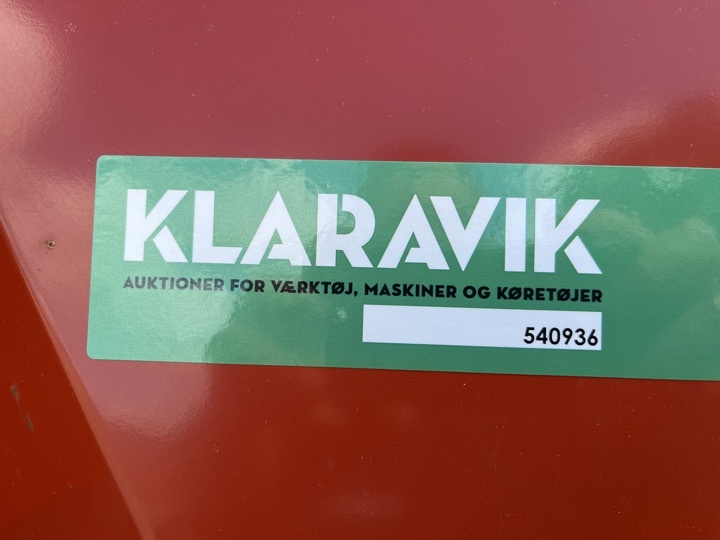 KLARAVIK
AUKTIONER FOR VÆRKTØJ, MASKINER OG KØRETØJER
540936